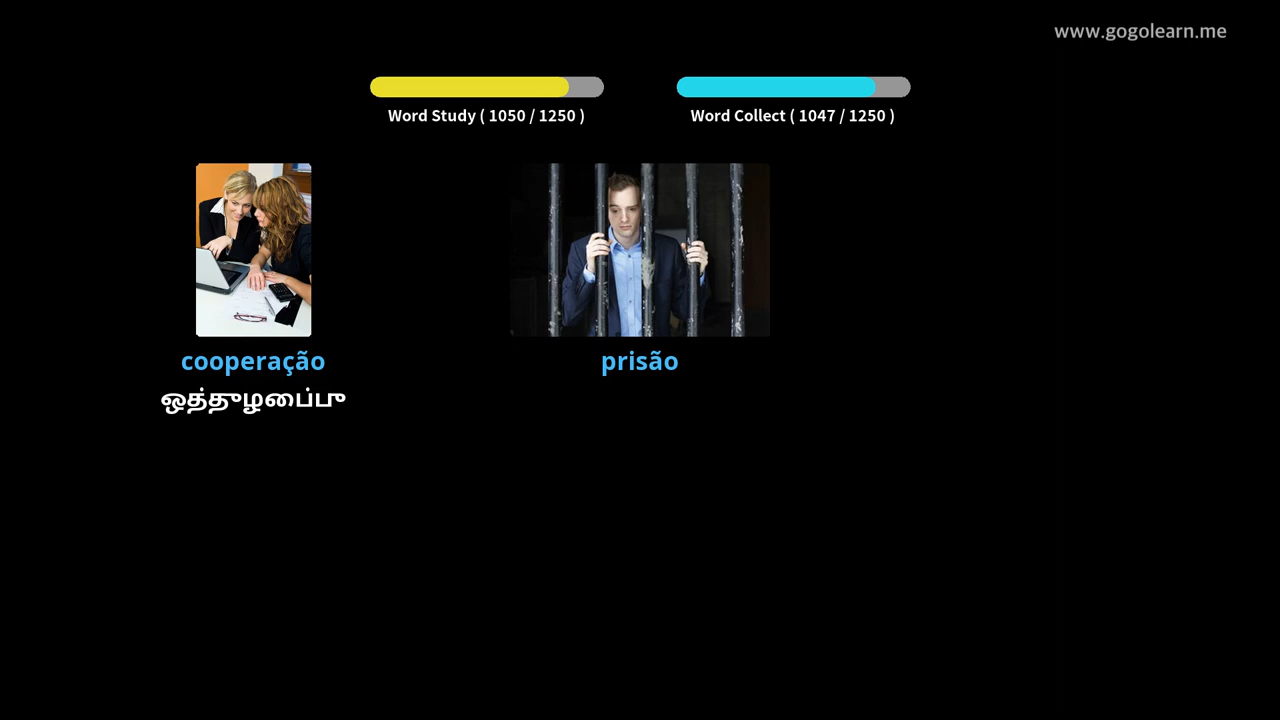 www.gogolearn.me
Word Study ( 1050 / 1250 )
Word Collect ( 1047 / 1250 )
cooperação
prisão
ஒத்துழைப்பு